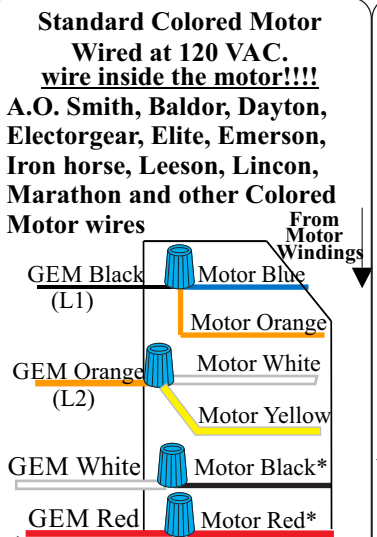 Standard Colored Motor
Wired at 120 VAC.
wire inside the motor!!!!
A.O. Smith, Baldor, Dayton,
Electorgear, Elite, Emerson,
Iron horse, Leeson, Lincon,
Marathon and other Colored
Motor wires
From
Motor
Windings
GEM Black
(L1)
Motor Blue
Motor Orange
GEM Orange
(L2)
Motor White
Motor Yellow
GEM White
Motor Black*
GEM Red
Motor Red*